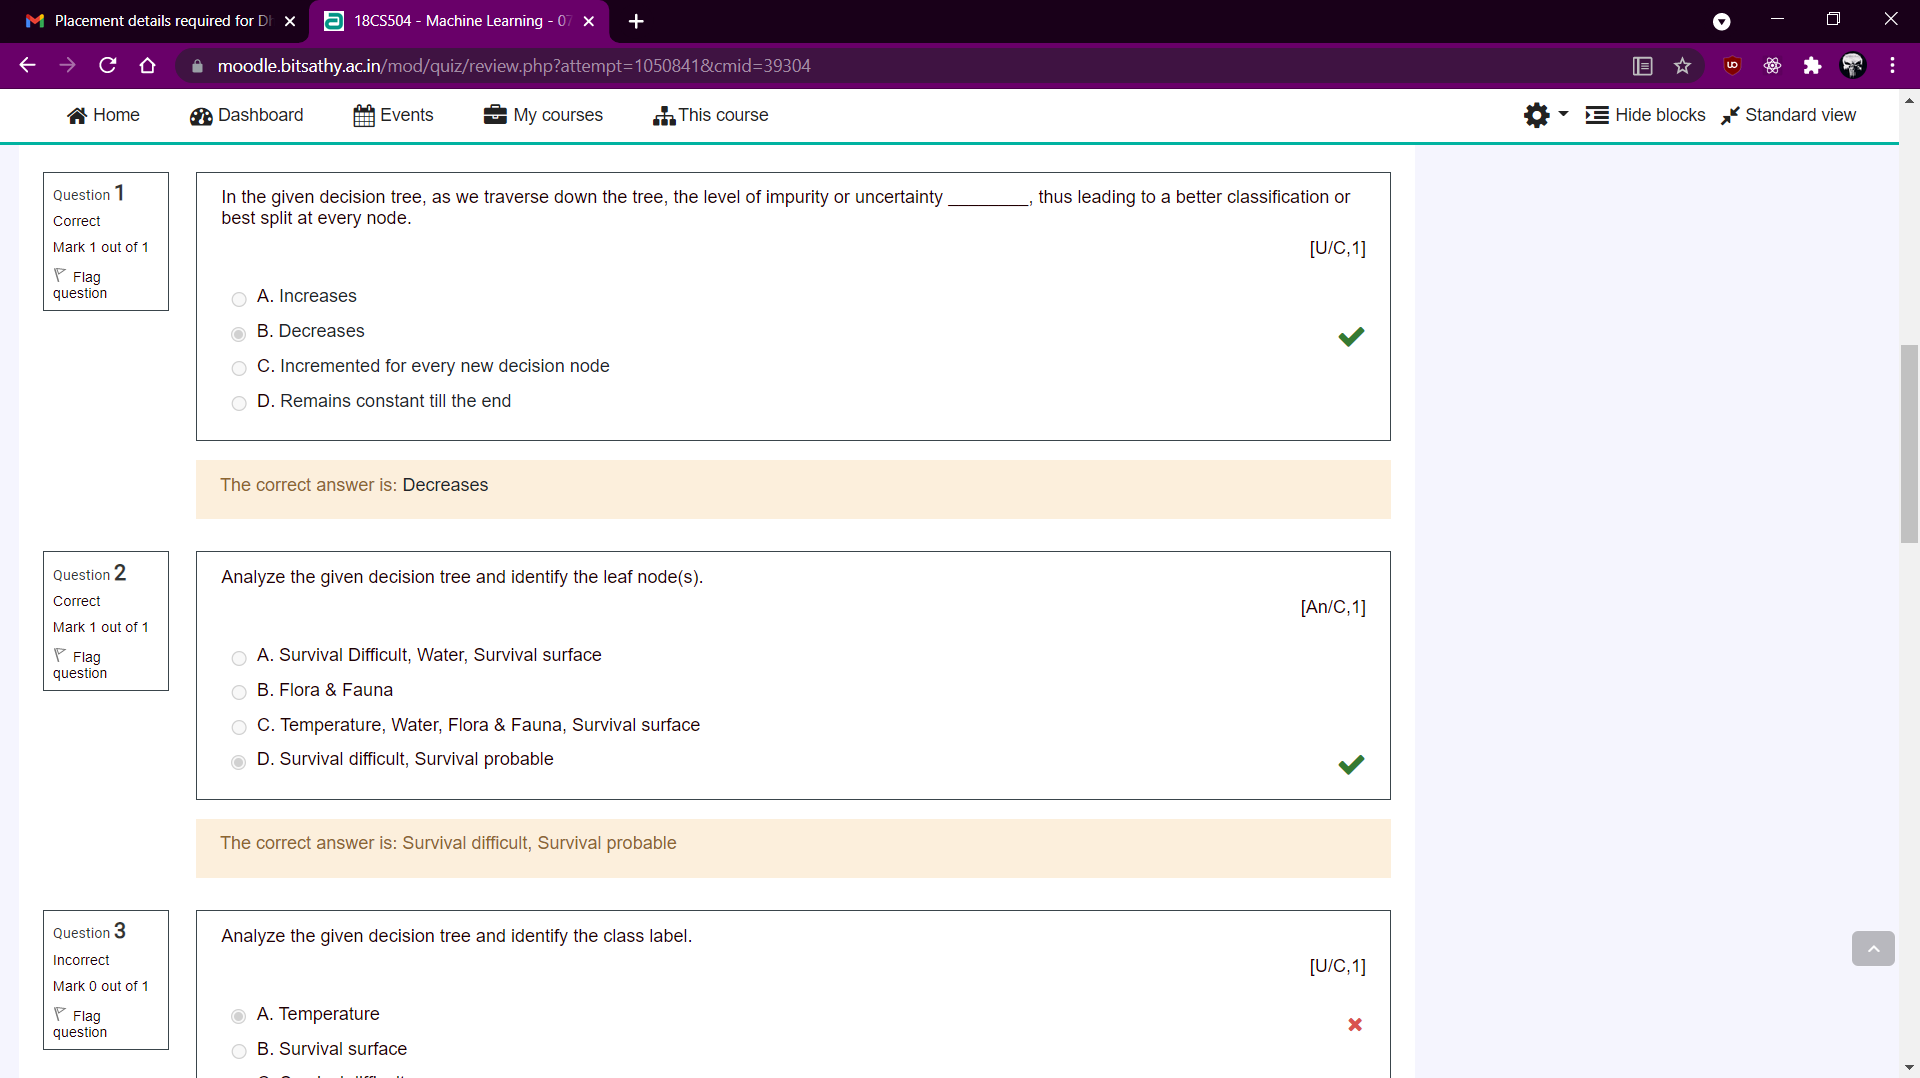 Placement details required for Dh
18CS504 - Machine Learning - 07
moodle.bitsathy.ac.in/mod/quiz/review.php?attempt=1050841&cmid=39304
Home
Dashboard
Events
My courses
This course
Hide blocks
Standard view
Question 1
Correct
Mark 1 out of 1
Flag
question
In the given decision tree, as we traverse down the tree, the level of impurity or uncertainty ________, thus leading to a better classification or
best split at every node.
[U/C,1]
A. Increases
B. Decreases
C. Incremented for every new decision node
D. Remains constant till the end
The correct answer is: Decreases
Question 2
Correct
Mark 1 out of 1
Flag
question
Analyze the given decision tree and identify the leaf node(s).
[An/C,1]
A. Survival Difficult, Water, Survival surface
B. Flora & Fauna
C. Temperature, Water, Flora & Fauna, Survival surface
D. Survival difficult, Survival probable
The correct answer is: Survival difficult, Survival probable
Question 3
Incorrect
Mark 0 out of 1
Flag
question
Analyze the given decision tree and identify the class label.
[U/C,1]
A. Temperature
B. Survival surface